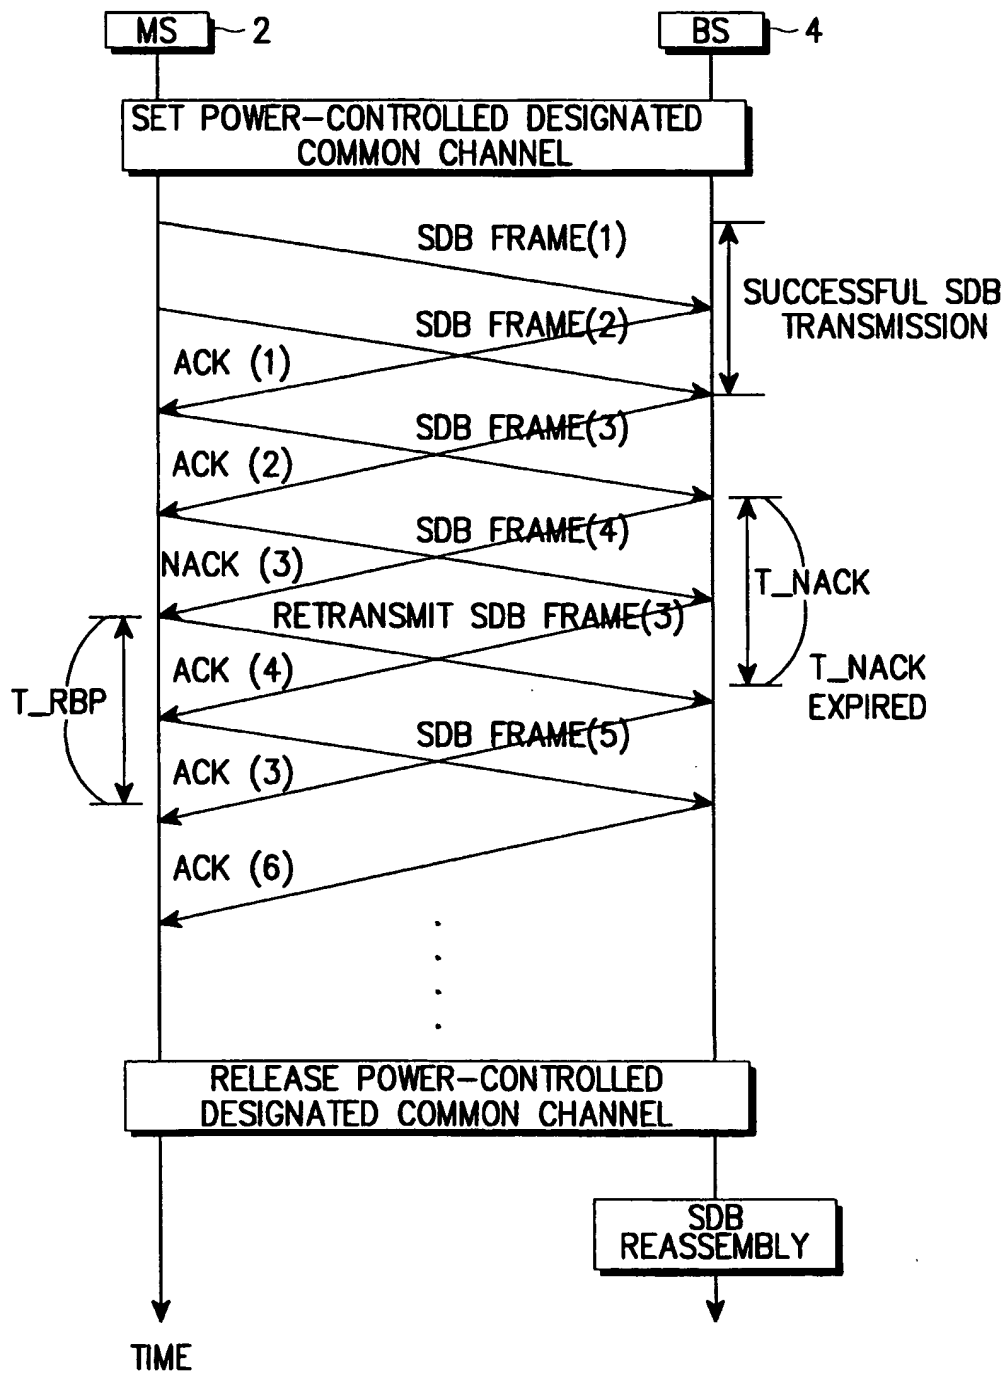 MS 2
BS 4
SET POWER-CONTROLLED DESIGNATED
COMMON CHANNEL
SDB FRAME(1)
SUCCESSFUL SDB
TRANSMISSION
SDB FRAME(2)
ACK (1)
SDB FRAME(3)
ACK (2)
SDB FRAME(4)
NACK (3)
T_NACK
RETRANSMIT SDB FRAME(3)
ACK (4)
T_NACK
EXPIRED
T_RBP
SDB FRAME(5)
ACK (3)
ACK (6)
RELEASE POWER-CONTROLLED
DESIGNATED COMMON CHANNEL
SDB
REASSEMBLY
TIME